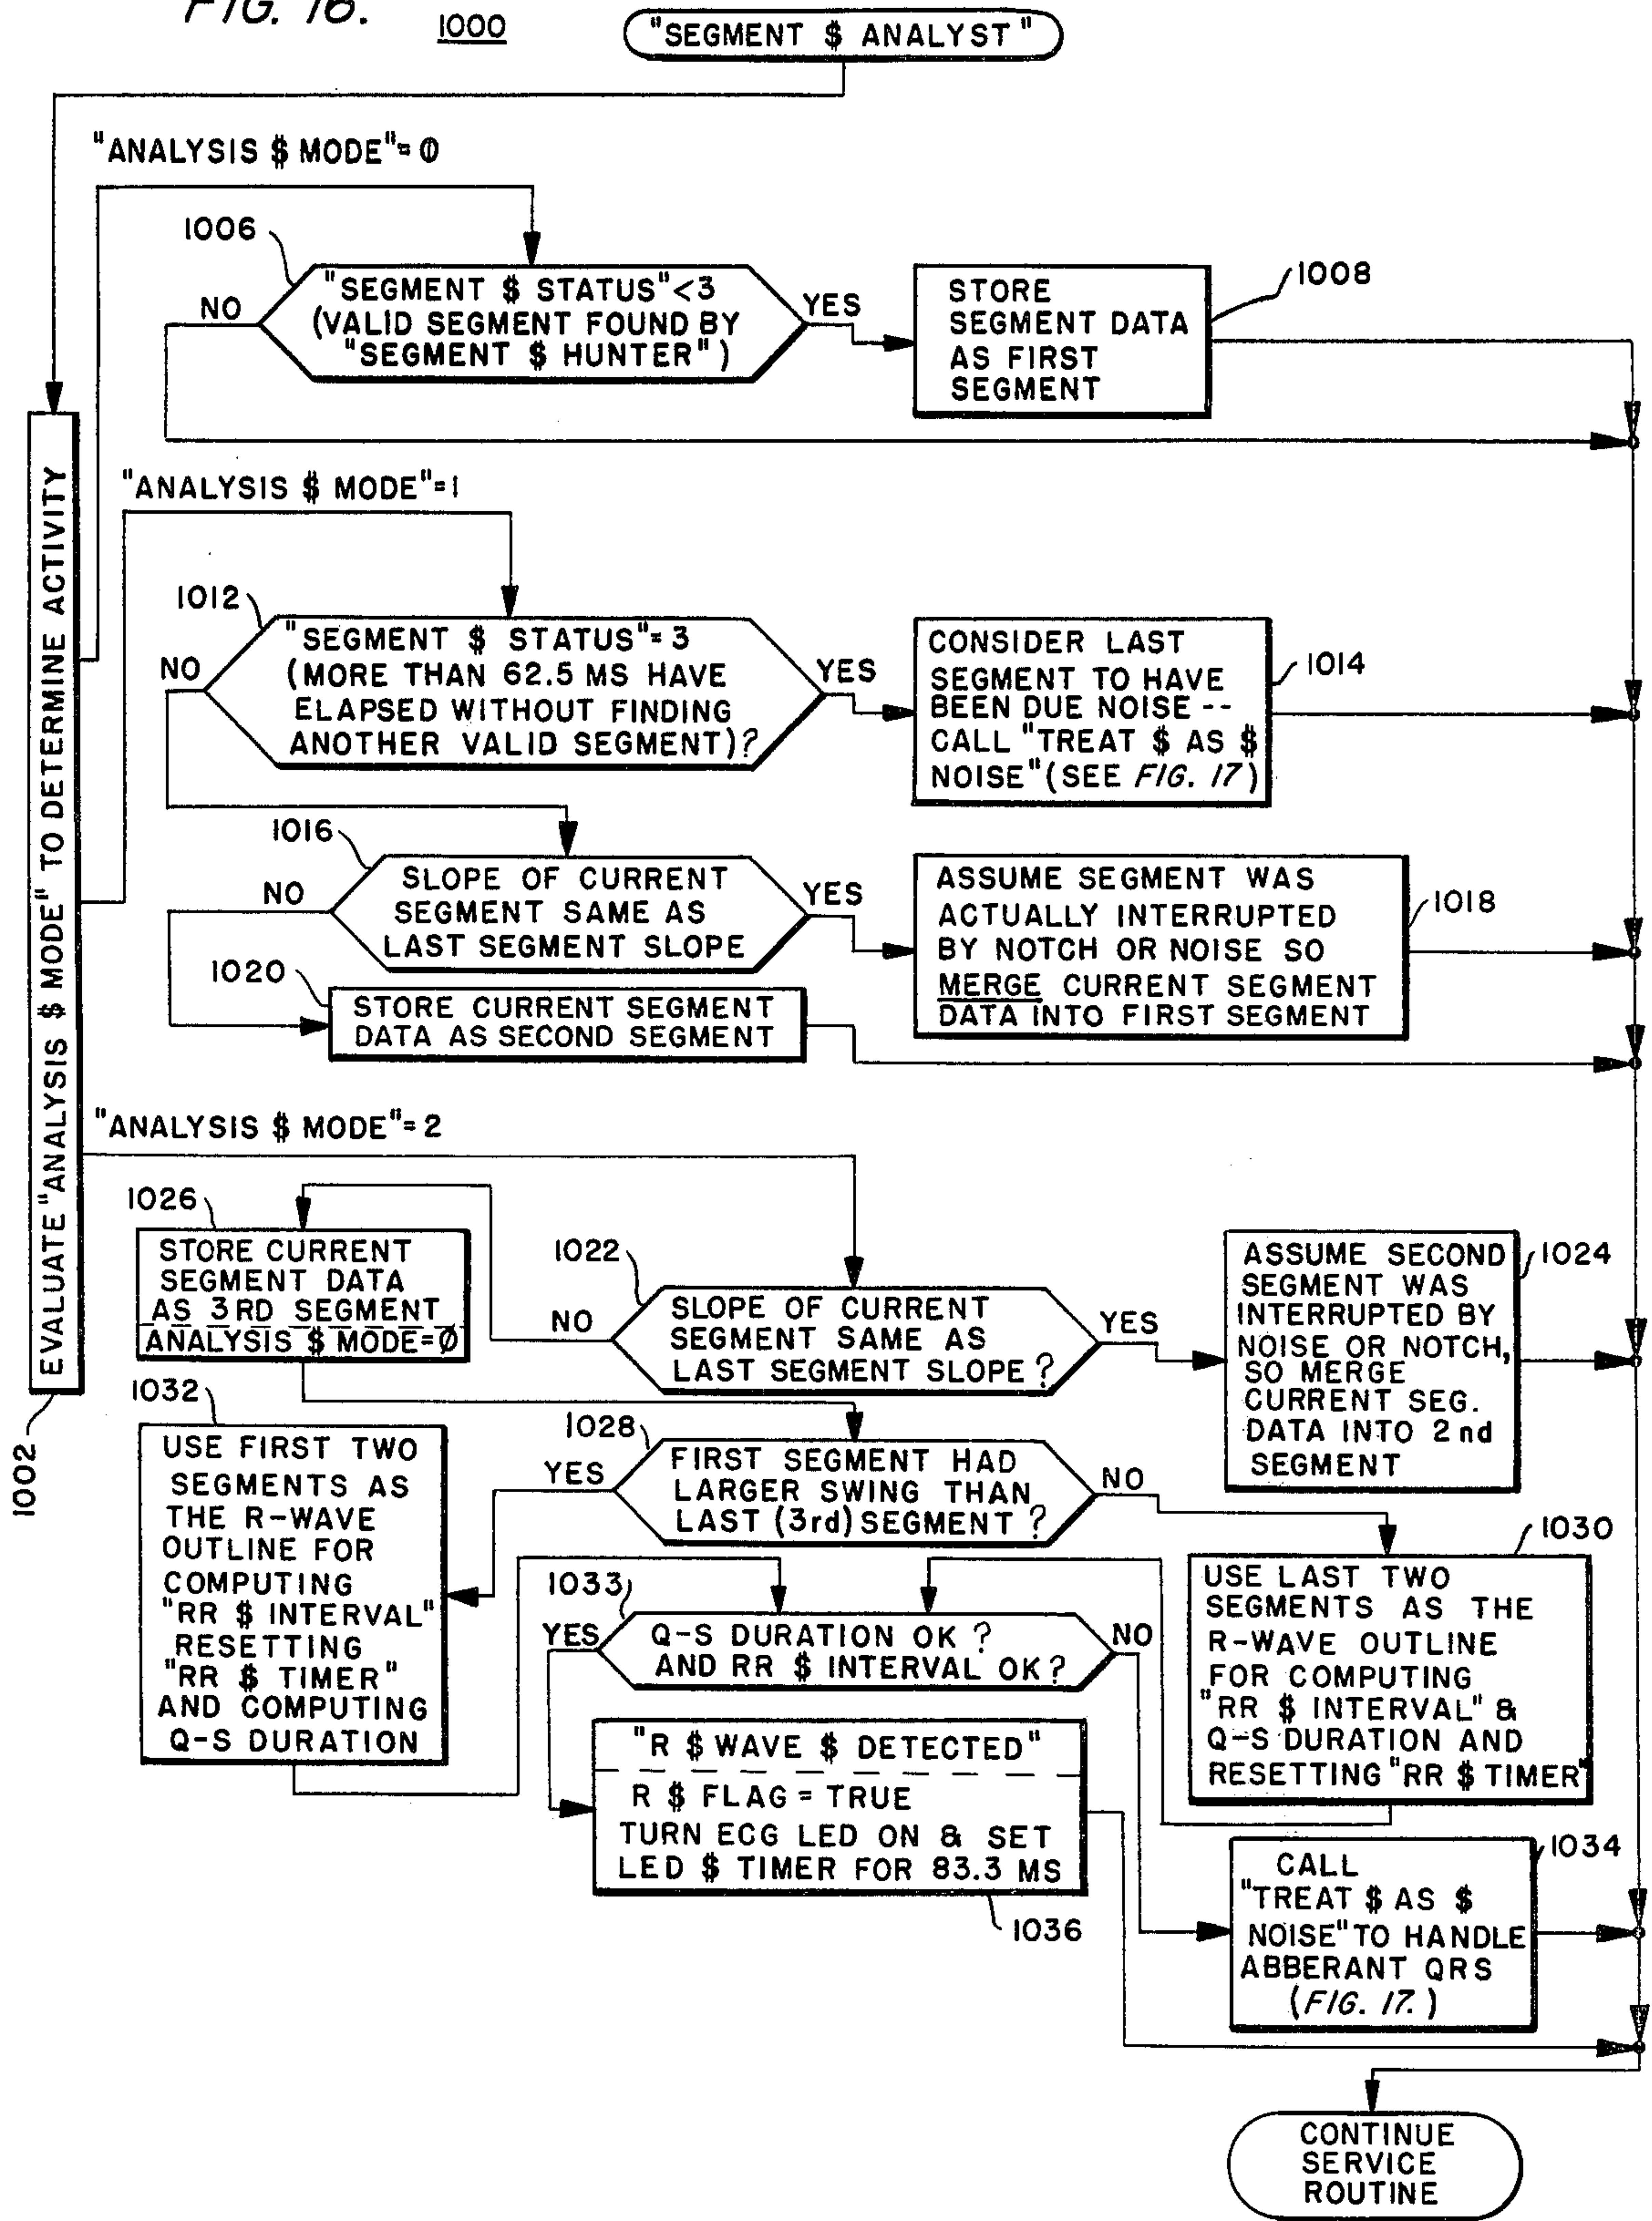 FIG. 16.
1000
"SEGMENT $ ANALYST"
"ANALYSIS $ MODE"=0
1006
NO
"SEGMENT $ STATUS"<3
(VALID SEGMENT FOUND BY
"SEGMENT $ HUNTER")
YES
STORE
SEGMENT DATA
AS FIRST
SEGMENT
1008
"ANALYSIS $ MODE"=1
EVALUATE "ANALYSIS $ MODE" TO DETERMINE ACTIVITY
1002
1012
NO
"SEGMENT $ STATUS"=3
(MORE THAN 62.5 MS HAVE
ELAPSED WITHOUT FINDING
ANOTHER VALID SEGMENT)?
YES
CONSIDER LAST
SEGMENT TO HAVE
BEEN DUE NOISE --
CALL "TREAT $ AS $
NOISE" (SEE FIG. 17)
1014
1016
NO
SLOPE OF CURRENT
SEGMENT SAME AS
LAST SEGMENT SLOPE
YES
ASSUME SEGMENT WAS
ACTUALLY INTERRUPTED
BY NOTCH OR NOISE SO
MERGE CURRENT SEGMENT
DATA INTO FIRST SEGMENT
1018
1020
STORE CURRENT SEGMENT
DATA AS SECOND SEGMENT
"ANALYSIS $ MODE"=2
1026
STORE CURRENT
SEGMENT DATA
AS 3RD SEGMENT
ANALYSIS $ MODE=Ø
1022
NO
SLOPE OF CURRENT
SEGMENT SAME AS
LAST SEGMENT SLOPE?
YES
ASSUME SECOND
SEGMENT WAS
INTERRUPTED BY
NOISE OR NOTCH,
SO MERGE
CURRENT SEG.
DATA INTO 2nd
SEGMENT
1024
1032
USE FIRST TWO
SEGMENTS AS
THE R-WAVE
OUTLINE FOR
COMPUTING
"RR $ INTERVAL"
RESETTING
"RR $ TIMER"
AND COMPUTING
Q-S DURATION
1028
YES
FIRST SEGMENT HAD
LARGER SWING THAN
LAST (3rd) SEGMENT?
NO
1030
USE LAST TWO
SEGMENTS AS THE
R-WAVE OUTLINE
FOR COMPUTING
"RR $ INTERVAL" &
Q-S DURATION AND
RESETTING "RR $ TIMER"
1033
YES
Q-S DURATION OK?
AND RR $ INTERVAL OK?
NO
"R $ WAVE $ DETECTED"
R $ FLAG = TRUE
TURN ECG LED ON & SET
LED $ TIMER FOR 83.3 MS
1036
1034
CALL
"TREAT $ AS $
NOISE" TO HANDLE
ABBERANT QRS
(FIG. 17.)
CONTINUE
SERVICE
ROUTINE